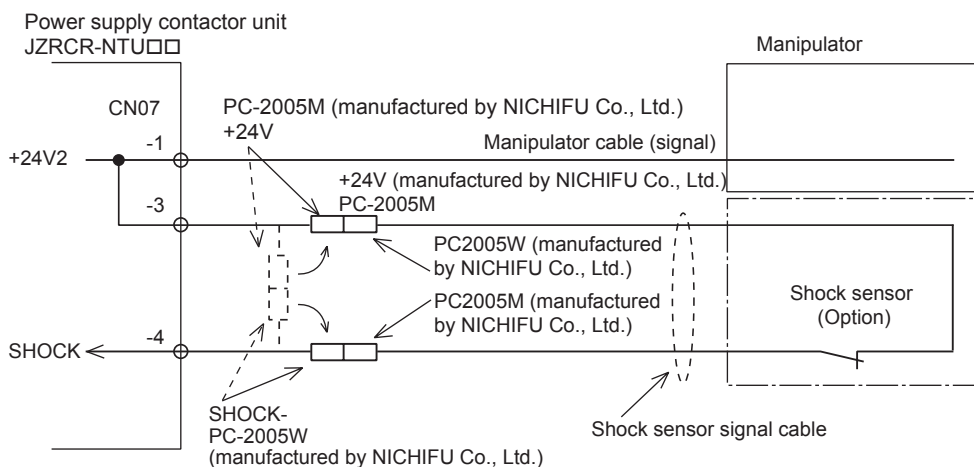 Power supply contactor unit
JZRCR-NTU□□
Manipulator
CN07
PC-2005M (manufactured by NICHIFU Co., Ltd.)
+24V
-1
Manipulator cable (signal)
+24V2
+24V (manufactured by NICHIFU Co., Ltd.)
PC-2005M
-3
PC2005W (manufactured
by NICHIFU Co., Ltd.)
PC2005M (manufactured
by NICHIFU Co., Ltd.)
Shock sensor
(Option)
-4
SHOCK
SHOCK-
PC-2005W
(manufactured by NICHIFU Co., Ltd.)
Shock sensor signal cable